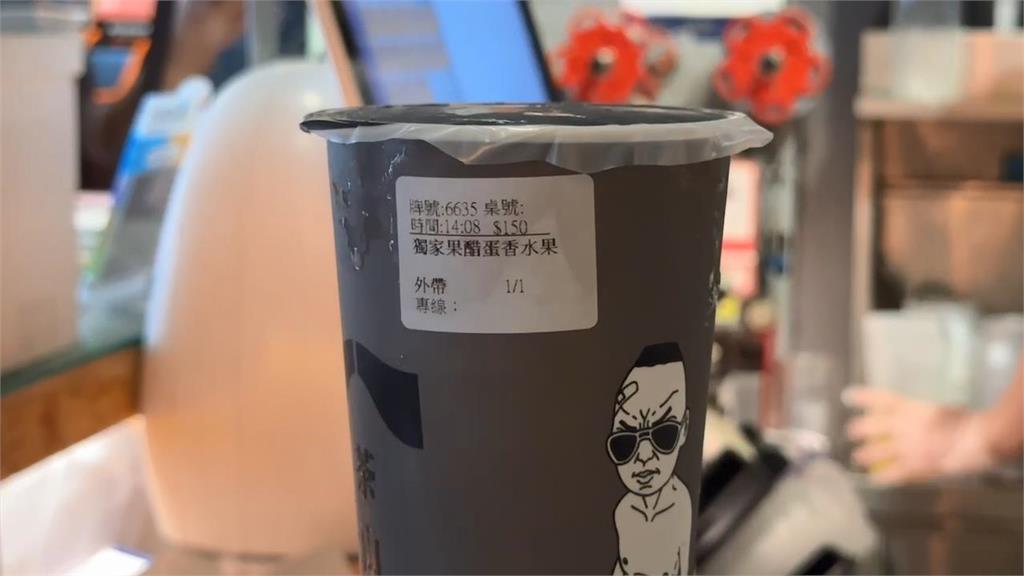 牌號:6635 桌號:
時間:14:08 $150
獨家果醋蛋香水果
外帶 1/1
專線：
茶